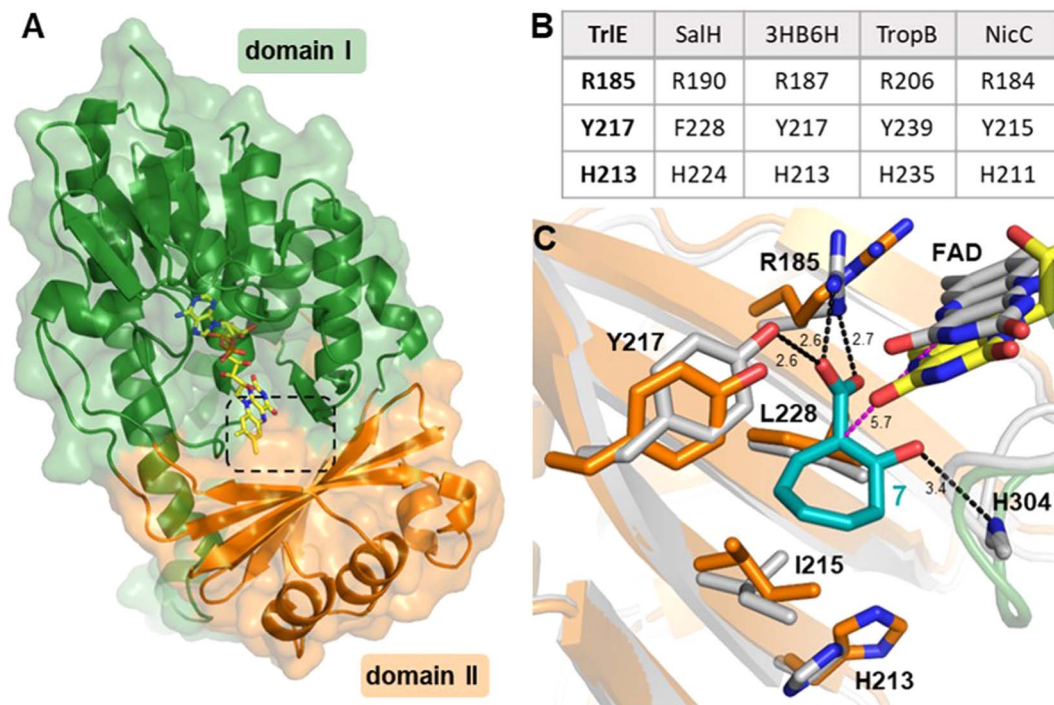 A
domain I
domain II
B
TrlE SalH 3HB6H TropB NicC
R185 R190 R187 R206 R184
Y217 F228 Y217 Y239 Y215
H213 H224 H213 H235 H211
C
R185
FAD
Y217
2.6
2.6
2.7
L228
5.7
7
3.4
H304
I215
H213